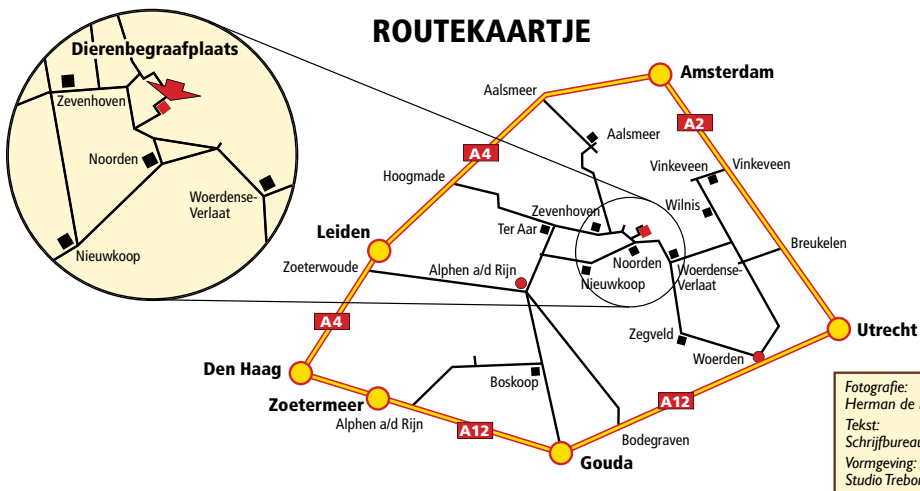 ROUTEKAARTJE
Dierenbegraafplaats
Zevenhoven
Noorden
Woerdense-
Verlaat
Nieuwkoop
Amsterdam
Aalsmeer
A2
A4
Aalsmeer
Vinkeveen
Vinkeveen
Hoogmade
Wilnis
Zevenhoven
Ter Aar
Leiden
Breukelen
Zoeterwoude
Alphen a/d Rijn
Noorden
Woerdense-
Verlaat
Nieuwkoop
A4
Zegveld
Utrecht
Woerden
Den Haag
Boskoop
Zoetermeer
A12
Alphen a/d Rijn
A12
Bodegraven
Gouda
Fotografie:
Herman de
Tekst:
Schrijfbureau
Vormgeving:
Studio Trebo